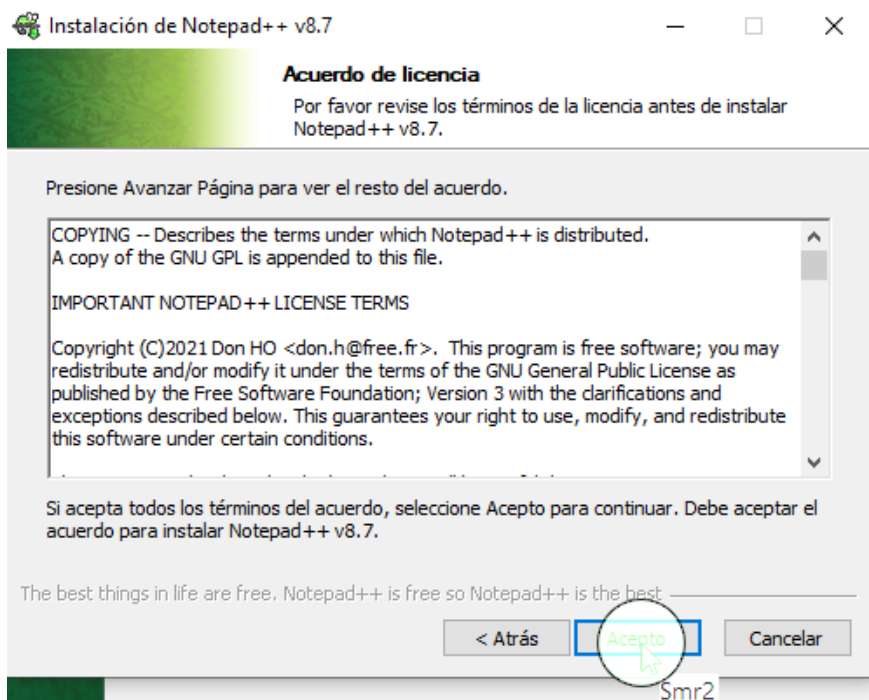 Instalación de Notepad++ v8.7
Acuerdo de licencia
Por favor revise los términos de la licencia antes de instalar
Notepad++ v8.7.
Presione Avanzar Página para ver el resto del acuerdo.
COPYING -- Describes the terms under which Notepad++ is distributed.
A copy of the GNU GPL is appended to this file.
IMPORTANT NOTEPAD++ LICENSE TERMS
Copyright (C)2021 Don HO <don.h@free.fr>.  This program is free software; you may
redistribute and/or modify it under the terms of the GNU General Public License as
published by the Free Software Foundation; Version 3 with the clarifications and
exceptions described below. This guarantees your right to use, modify, and redistribute
this software under certain conditions.
Si acepta todos los términos del acuerdo, seleccione Acepto para continuar. Debe aceptar el
acuerdo para instalar Notepad++ v8.7.
The best things in life are free. Notepad++ is free so Notepad++ is the best
< Atrás
Acepto
Cancelar
Smr2